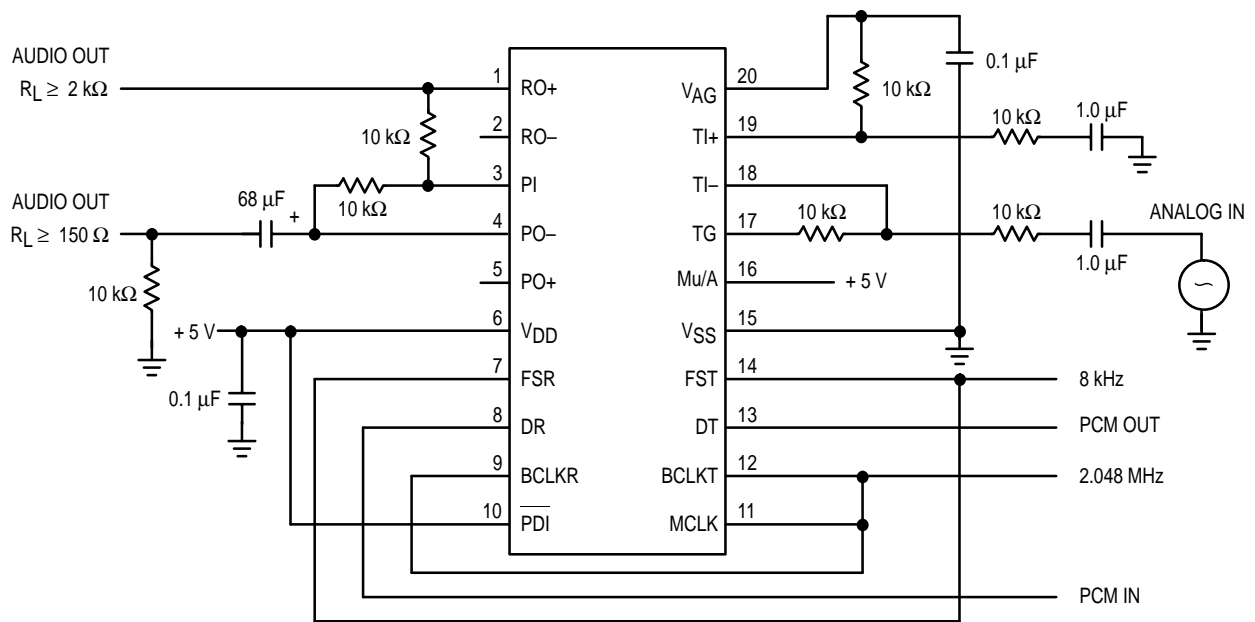 AUDIO OUT
R_L ≥ 2 kΩ
10 kΩ
10 kΩ
AUDIO OUT
R_L ≥ 150 Ω
68 µF
+
10 kΩ
+ 5 V
0.1 µF
1 RO+
2 RO–
3 PI
4 PO–
5 PO+
6 V_DD
7 FSR
8 DR
9 BCLKR
10 P̅D̅I̅
V_AG 20
TI+ 19
TI– 18
TG 17
Mu/A 16
V_SS 15
FST 14
DT 13
BCLKT 12
MCLK 11
0.1 µF
10 kΩ
10 kΩ
1.0 µF
10 kΩ
10 kΩ
1.0 µF
ANALOG IN
~
+ 5 V
8 kHz
PCM OUT
2.048 MHz
PCM IN